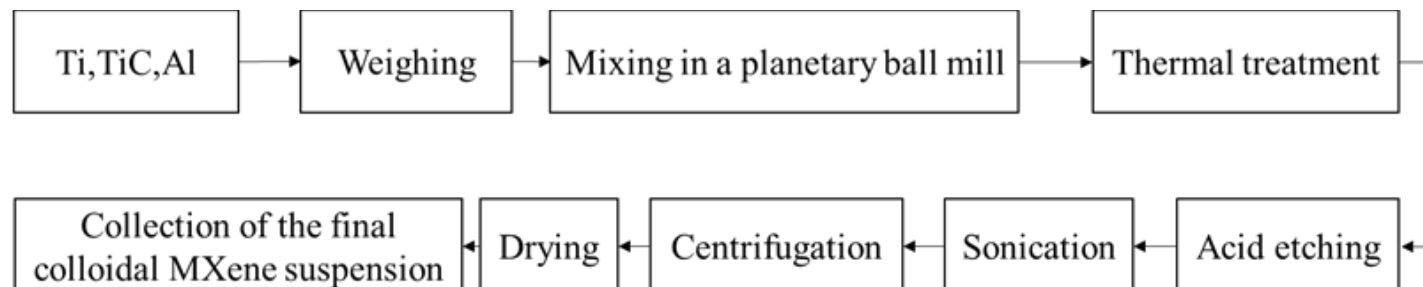 Ti,TiC,Al
Weighing
Mixing in a planetary ball mill
Thermal treatment
Acid etching
Sonication
Centrifugation
Drying
Collection of the final
colloidal MXene suspension